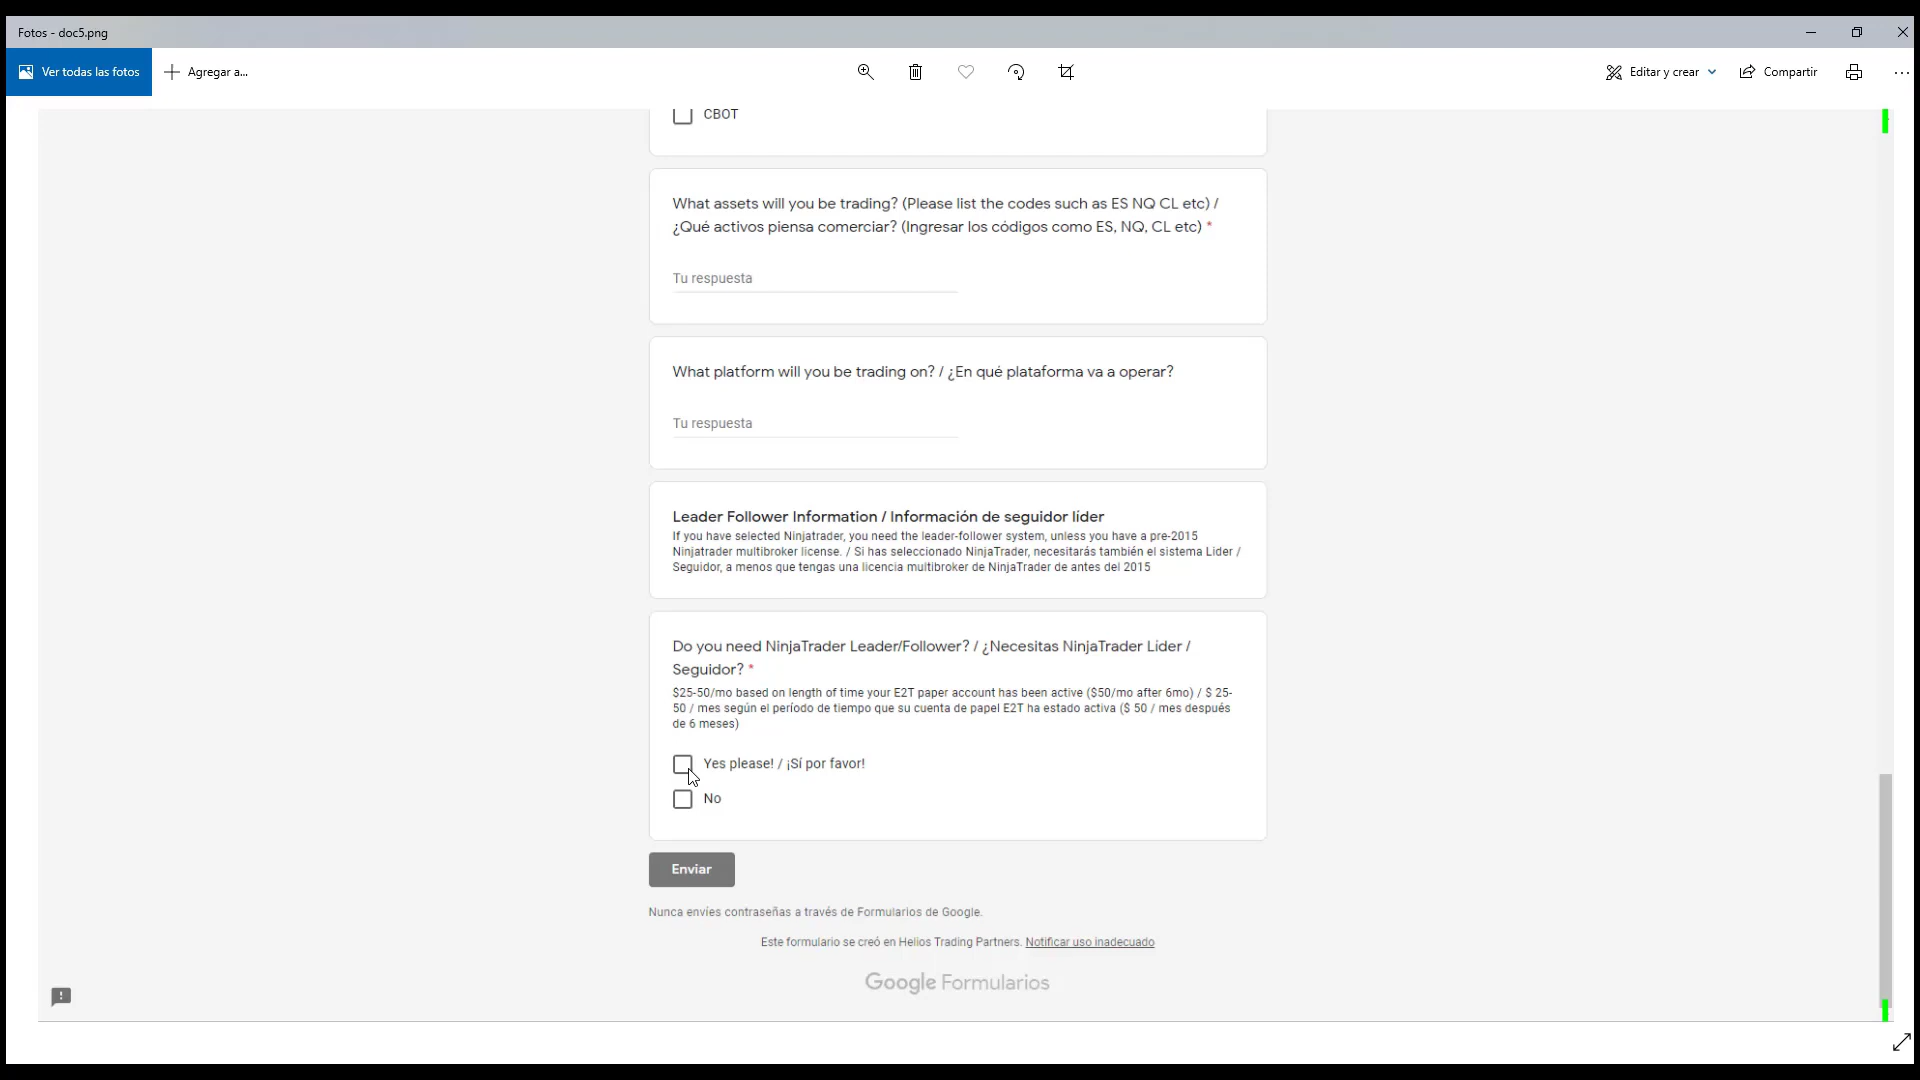 Fotos - doc5.png
Ver todas las fotos
Agregar a...
Editar y crear
Compartir
CBOT
What assets will you be trading? (Please list the codes such as ES NQ CL etc) /
¿Qué activos piensa comerciar? (Ingresar los códigos como ES, NQ, CL etc) *
Tu respuesta
What platform will you be trading on? / ¿En qué plataforma va a operar?
Tu respuesta
Leader Follower Information / Información de seguidor líder
If you have selected Ninjatrader, you need the leader-follower system, unless you have a pre-2015
Ninjatrader multibroker license. / Si has seleccionado NinjaTrader, necesitarás también el sistema Lider /
Seguidor, a menos que tengas una licencia multibroker de NinjaTrader de antes del 2015
Do you need NinjaTrader Leader/Follower? / ¿Necesitas NinjaTrader Líder /
Seguidor? *
$25-50/mo based on length of time your E2T paper account has been active ($50/mo after 6mo) / $ 25-
50 / mes según el período de tiempo que su cuenta de papel E2T ha estado activa ($ 50 / mes después
de 6 meses)
Yes please! / ¡Sí por favor!
No
Enviar
Nunca envíes contraseñas a través de Formularios de Google.
Este formulario se creó en Helios Trading Partners. Notificar uso inadecuado
Google Formularios